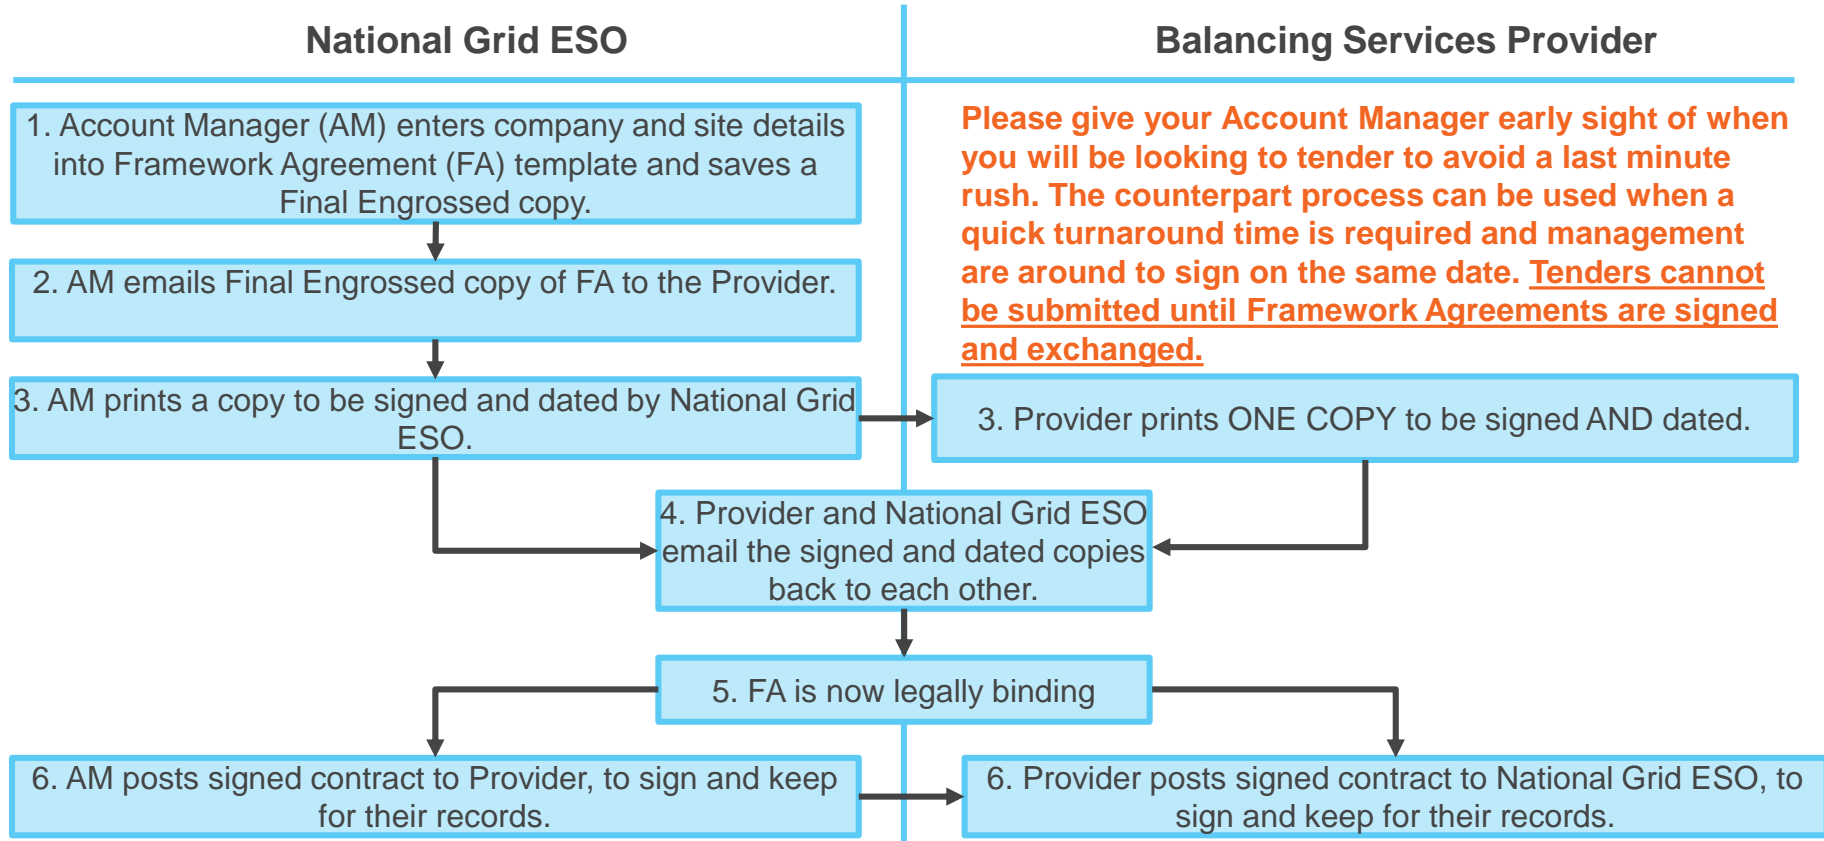 National Grid ESO
Balancing Services Provider
1. Account Manager (AM) enters company and site details
into Framework Agreement (FA) template and saves a
Final Engrossed copy.
Please give your Account Manager early sight of when
you will be looking to tender to avoid a last minute
rush. The counterpart process can be used when a
quick turnaround time is required and management
are around to sign on the same date. Tenders cannot
be submitted until Framework Agreements are signed
and exchanged.
2. AM emails Final Engrossed copy of FA to the Provider.
3. AM prints a copy to be signed and dated by National Grid
ESO.
3. Provider prints ONE COPY to be signed AND dated.
4. Provider and National Grid ESO
email the signed and dated copies
back to each other.
5. FA is now legally binding
6. AM posts signed contract to Provider, to sign and keep
for their records.
6. Provider posts signed contract to National Grid ESO, to
sign and keep for their records.